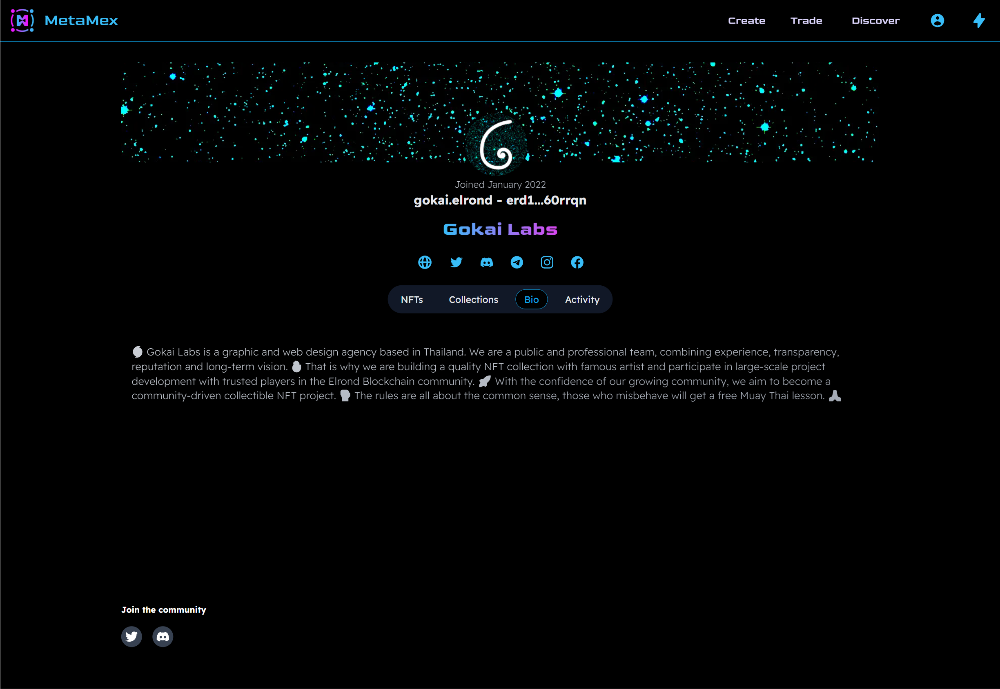 MetaMex
Create
Trade
Discover
Joined January 2022
gokai.elrond - erd1...60rrqn
Gokai Labs
NFTs
Collections
Bio
Activity
Gokai Labs is a graphic and web design agency based in Thailand. We are a public and professional team, combining experience, transparency,
reputation and long-term vision. That is why we are building a quality NFT collection with famous artist and participate in large-scale project
development with trusted players in the Elrond Blockchain community. 🚀 With the confidence of our growing community, we aim to become a
community-driven collectible NFT project. The rules are all about the common sense, those who misbehave will get a free Muay Thai lesson. 🙏
Join the community